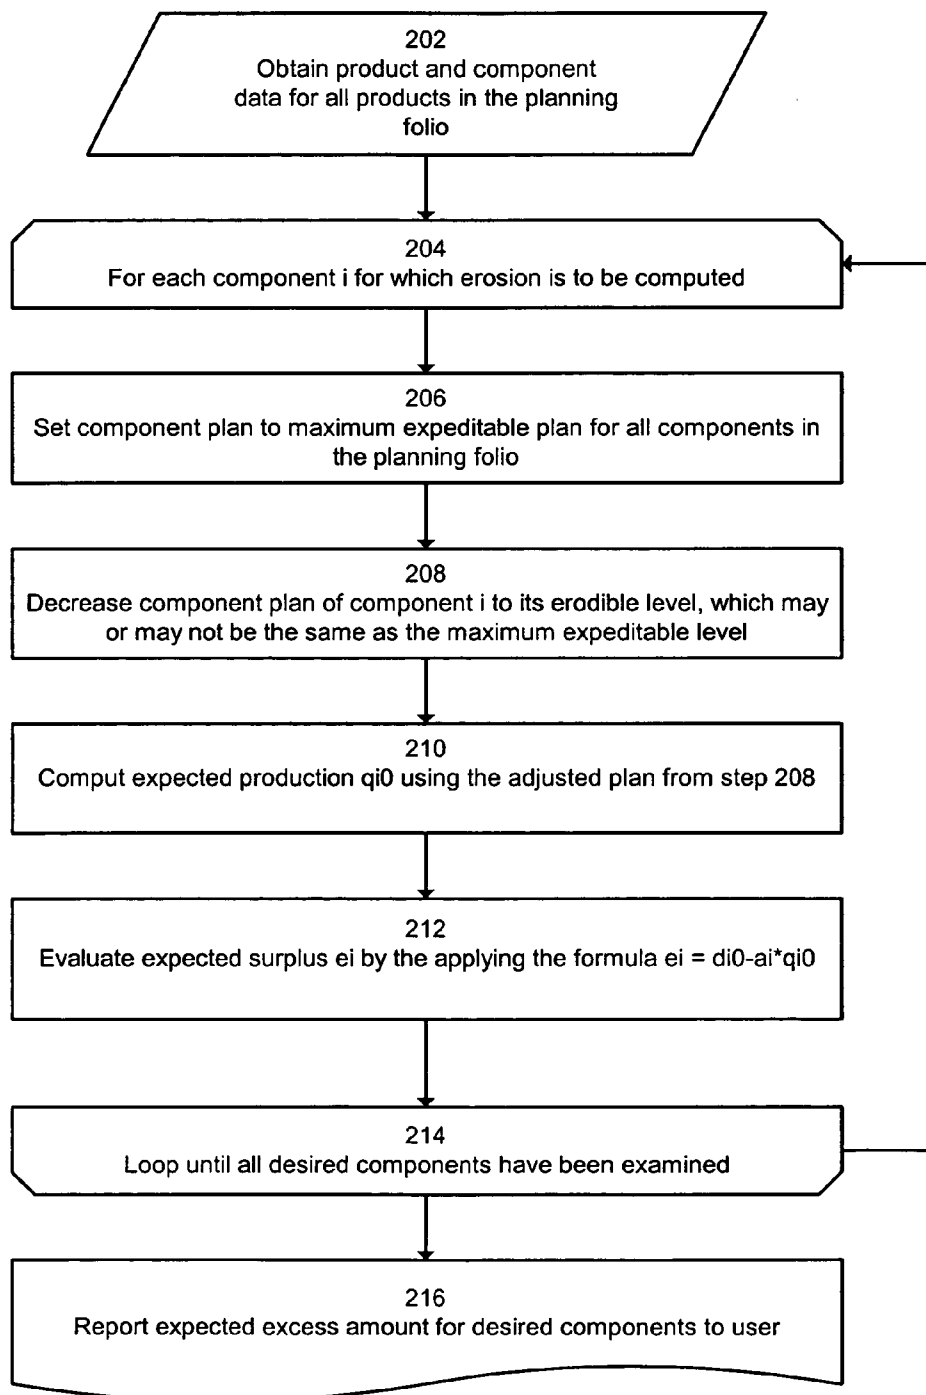 202
Obtain product and component
data for all products in the planning
folio
204
For each component i for which erosion is to be computed
206
Set component plan to maximum expeditable plan for all components in
the planning folio
208
Decrease component plan of component i to its erodible level, which may
or may not be the same as the maximum expeditable level
210
Comput expected production qi0 using the adjusted plan from step 208
212
Evaluate expected surplus ei by the applying the formula ei = di0-ai*qi0
214
Loop until all desired components have been examined
216
Report expected excess amount for desired components to user